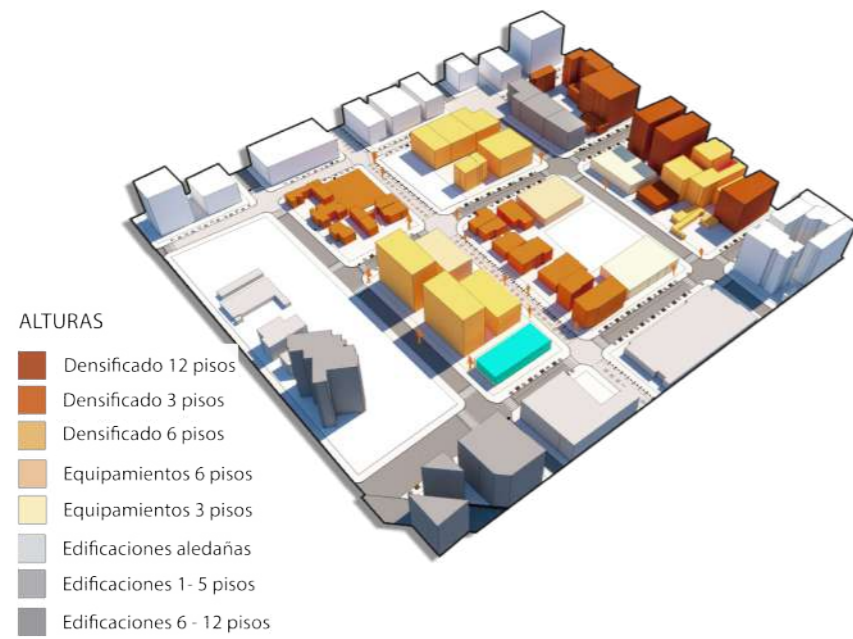 ALTURAS
Densificado 12 pisos
Densificado 3 pisos
Densificado 6 pisos
Equipamientos 6 pisos
Equipamientos 3 pisos
Edificaciones aledañas
Edificaciones 1- 5 pisos
Edificaciones 6 - 12 pisos